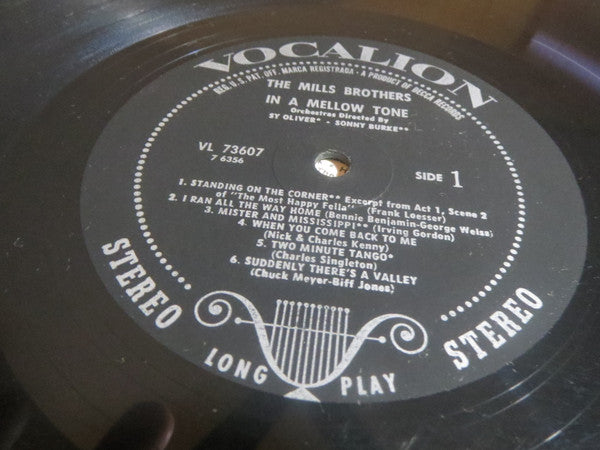 VOCALION
REG. U.S. PAT. OFF. MARCA REGISTRADA • A PRODUCT OF DECCA RECORDS
THE MILLS BROTHERS
IN A MELLOW TONE
Orchestras Directed By
SY OLIVER* - SONNY BURKE**
VL 73607
7 6356
SIDE 1
1. STANDING ON THE CORNER** Excerpt from Act 1, Scene 2
of "The Most Happy Fella" (Frank Loesser)
2. I RAN ALL THE WAY HOME (Bennie Benjamin-George Weiss)
3. MISTER AND MISSISSIPPI** (Irving Gordon)
4. WHEN YOU COME BACK TO ME
(Nick & Charles Kenny)
5. TWO MINUTE TANGO*
(Charles Singleton)
6. SUDDENLY THERE'S A VALLEY
(Chuck Meyer-Biff Jones)
STEREO
LONG PLAY
STEREO